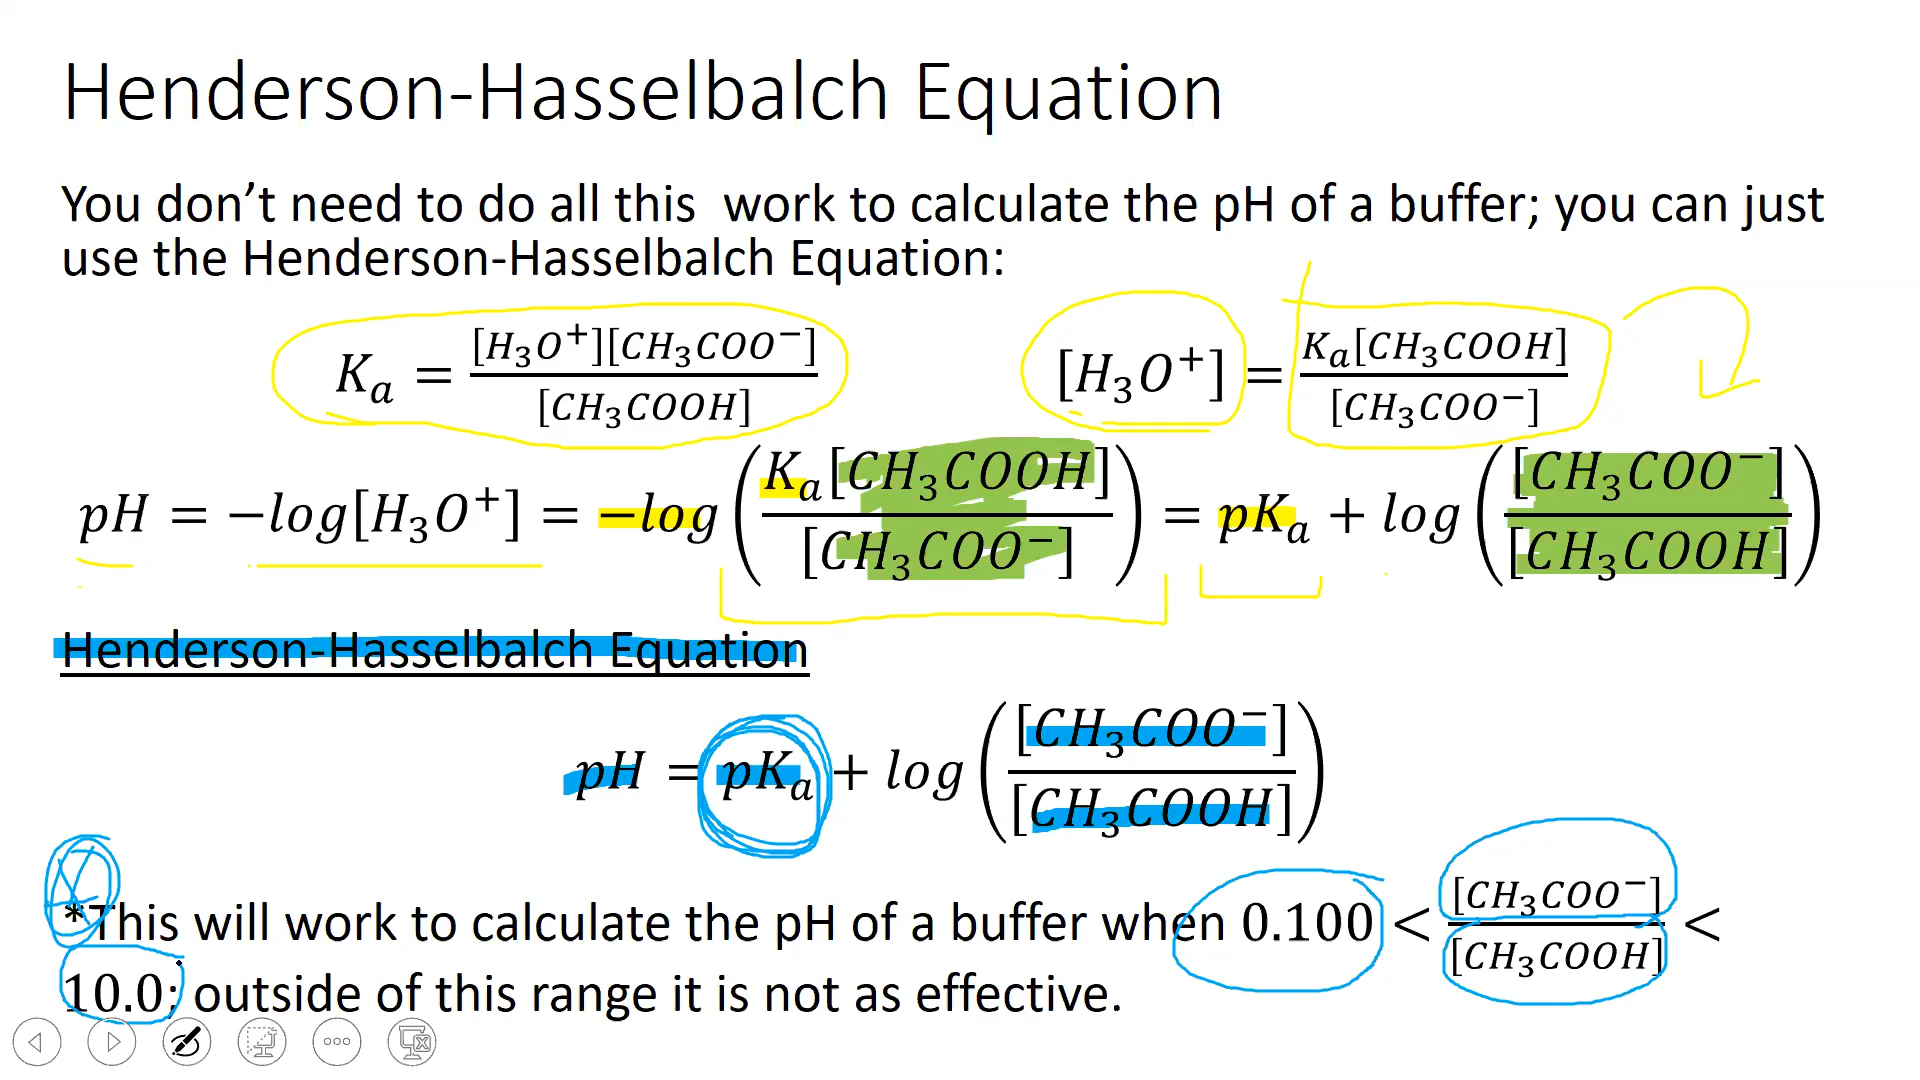 Henderson-Hasselbalch Equation
You don't need to do all this  work to calculate the pH of a buffer; you can just
use the Henderson-Hasselbalch Equation:
Kₐ = [H₃O⁺][CH₃COO⁻] / [CH₃COOH]    [H₃O⁺] = Kₐ[CH₃COOH] / [CH₃COO⁻]
pH = −log[H₃O⁺] = −log(Kₐ[CH₃COOH] / [CH₃COO⁻]) = pKₐ + log([CH₃COO⁻] / [CH₃COOH])
Henderson-Hasselbalch Equation
pH = pKₐ + log([CH₃COO⁻] / [CH₃COOH])
*This will work to calculate the pH of a buffer when 0.100 < [CH₃COO⁻] / [CH₃COOH] <
10.0; outside of this range it is not as effective.